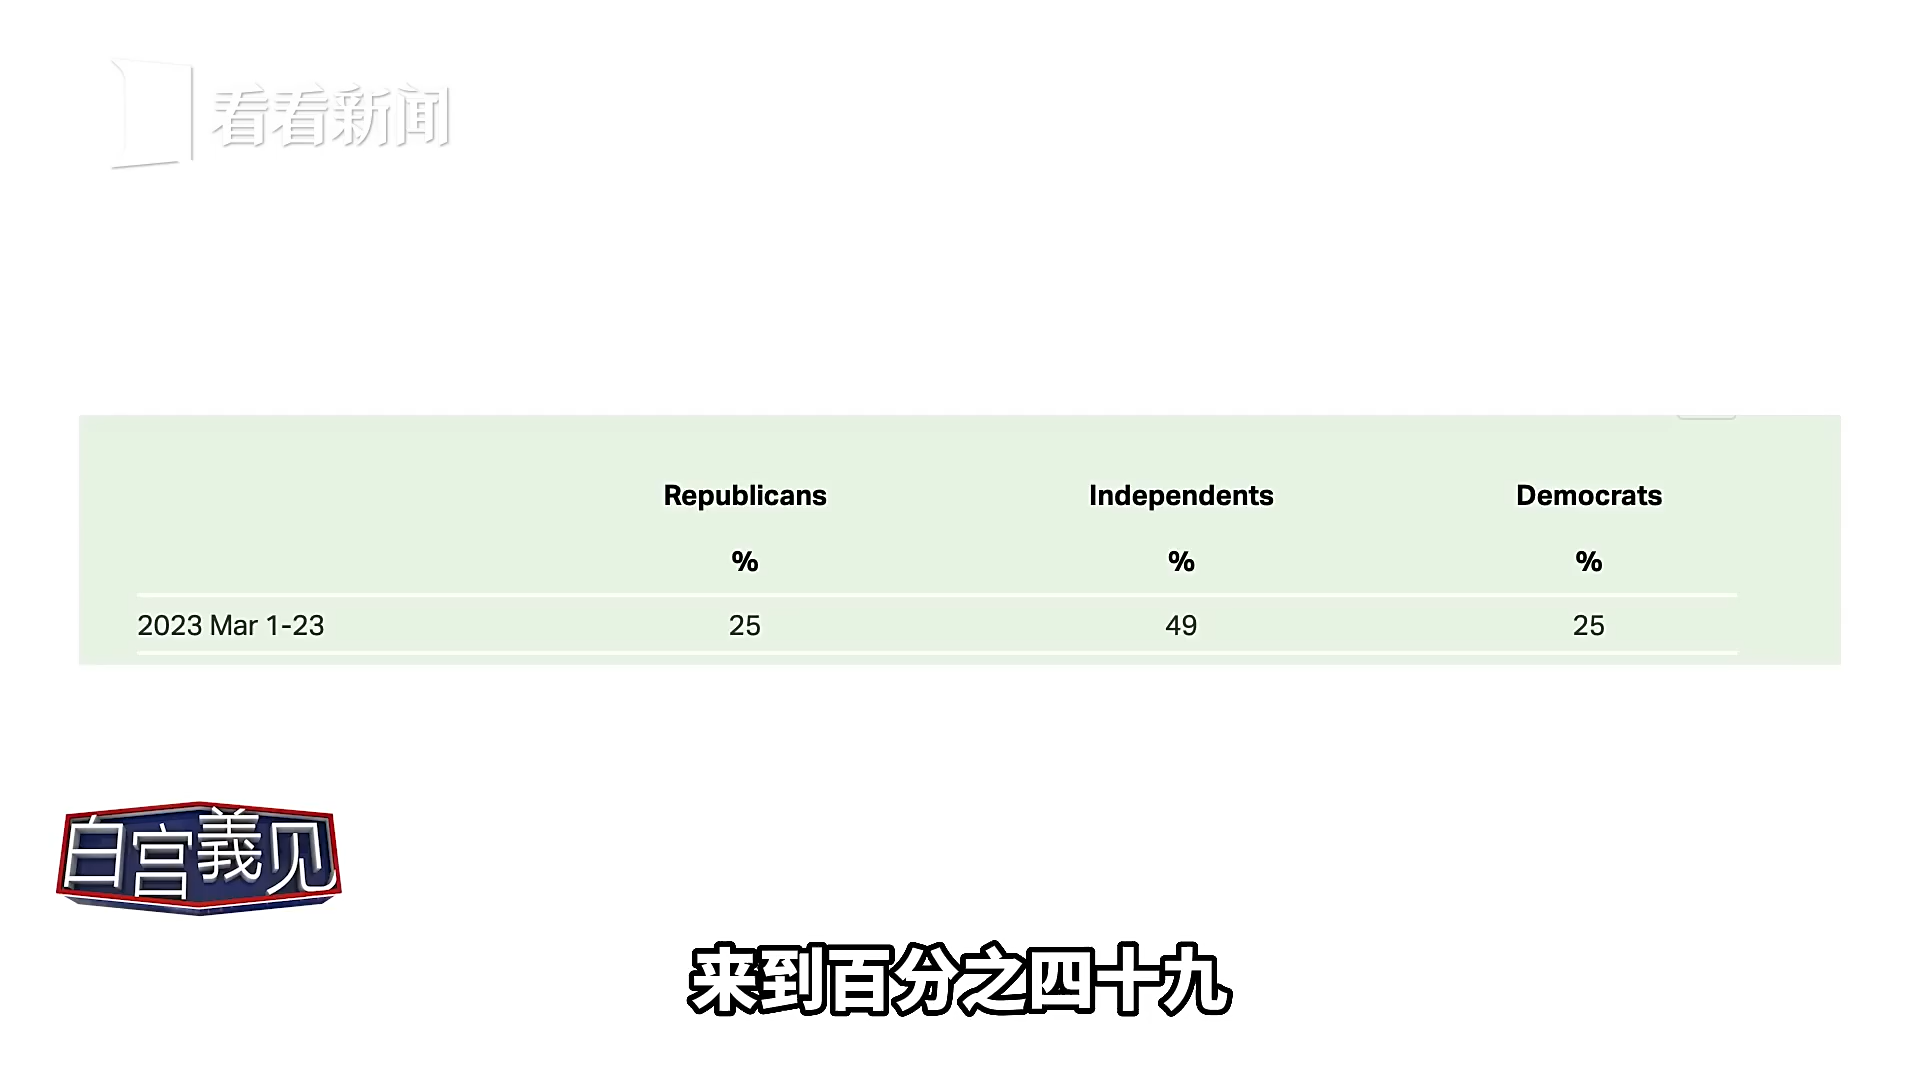 看看新闻
Republicans Independents Democrats
% % %
2023 Mar 1-23 25 49 25
白宫義见
来到百分之四十九